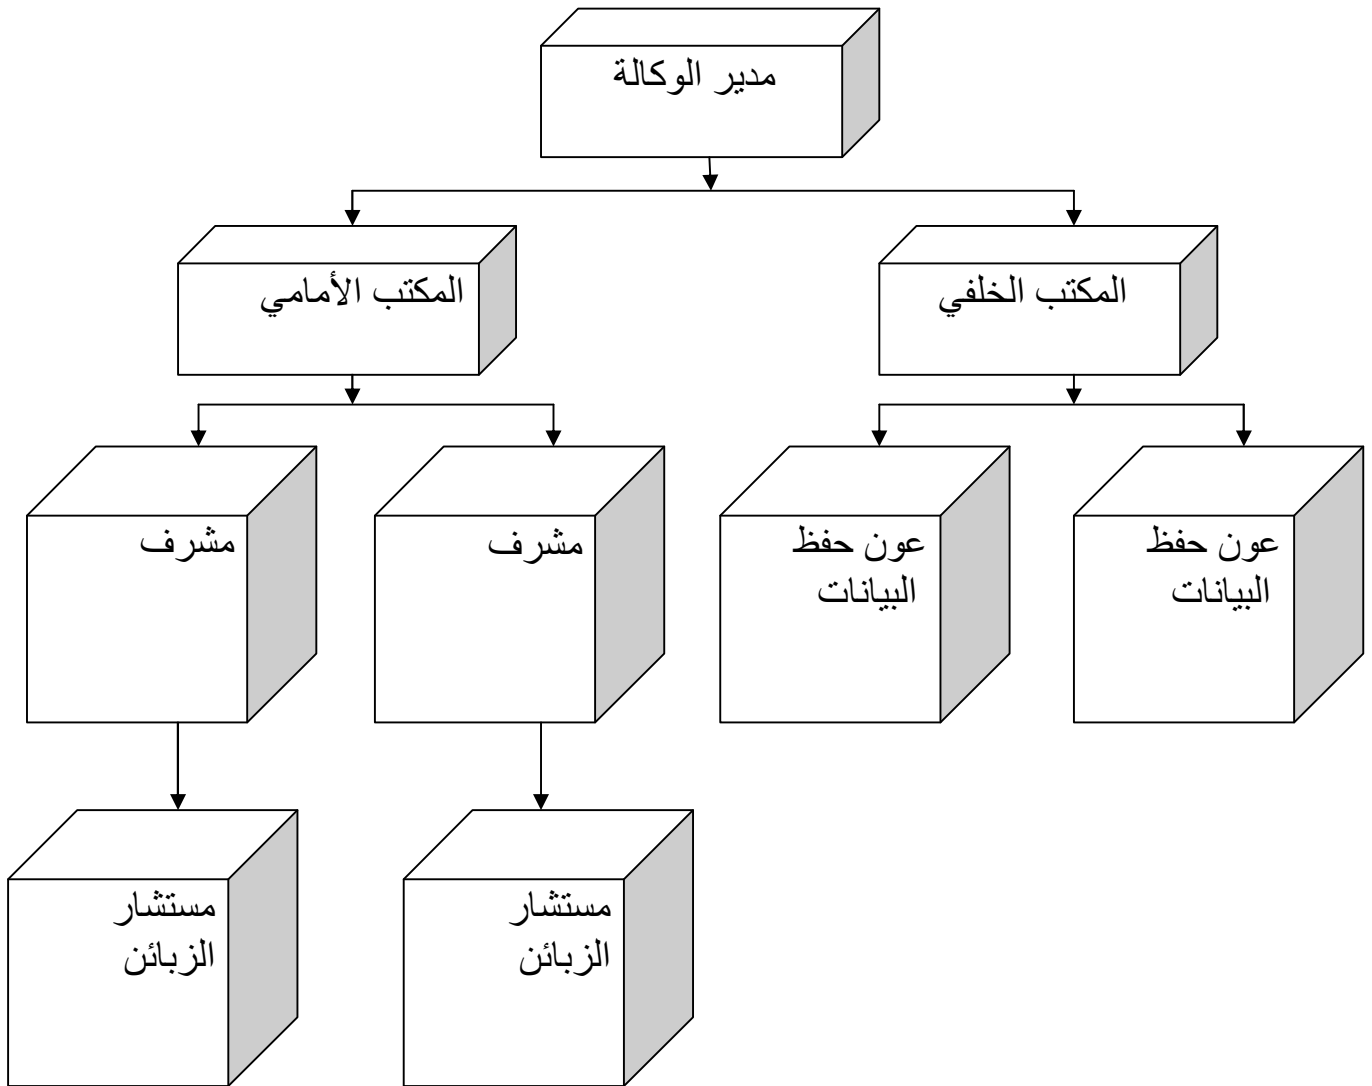 مدير الوكالة
المكتب الخلفي
المكتب الأمامي
عون حفظ
البيانات
عون حفظ
البيانات
مشرف
مشرف
مستشار
الزبائن
مستشار
الزبائن